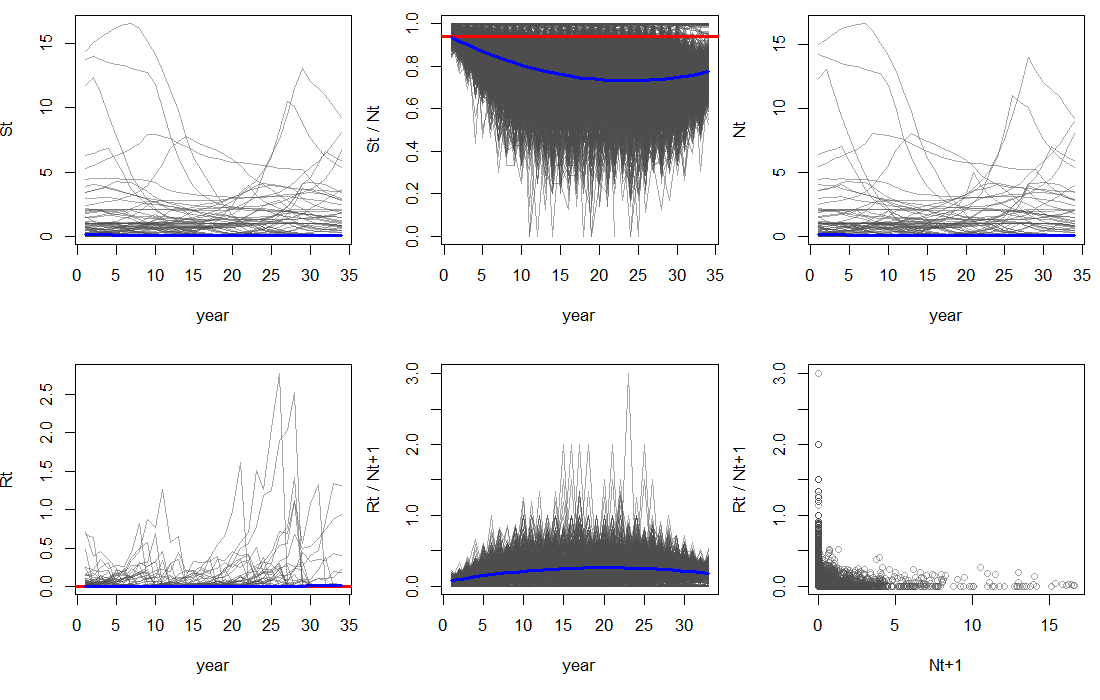 St
0 5 10 15
0 5 10 15 20 25 30 35
year
St / Nt
0.0 0.2 0.4 0.6 0.8 1.0
0 5 10 15 20 25 30 35
year
Nt
0 5 10 15
0 5 10 15 20 25 30 35
year
Rt
0.0 0.5 1.0 1.5 2.0 2.5
0 5 10 15 20 25 30 35
year
Rt / Nt+1
0.0 1.0 2.0 3.0
0 5 10 15 20 25 30
year
Rt / Nt+1
0.0 1.0 2.0 3.0
0 5 10 15
Nt+1